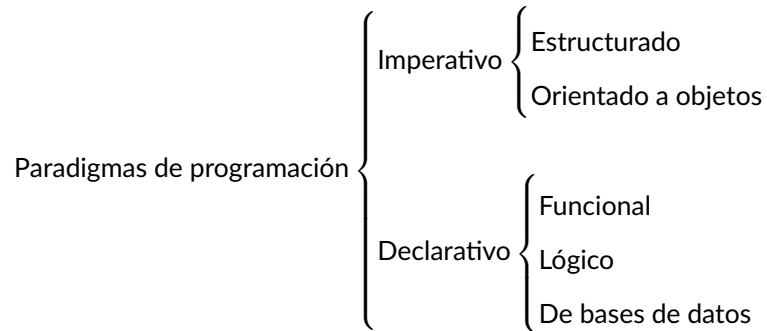 Paradigmas de programación
Imperativo
Estructurado
Orientado a objetos
Declarativo
Funcional
Lógico
De bases de datos